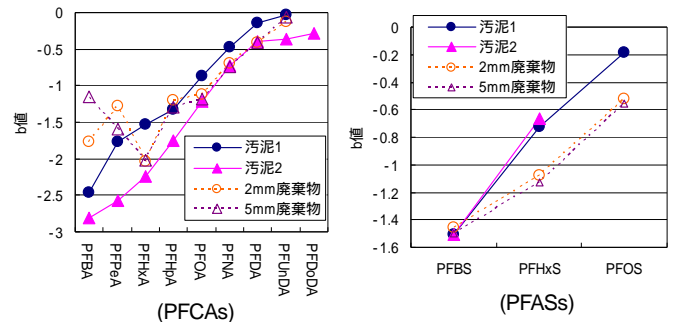 0
-0.5
-1
-1.5
-2
-2.5
-3
b値
汚泥1
汚泥2
2mm廃棄物
5mm廃棄物
PFBA
PFPeA
PFHxA
PFHpA
PFOA
PFNA
PFDA
PFUnDA
PFDoDA
(PFCAs)
0
-0.2
-0.4
-0.6
-0.8
-1
-1.2
-1.4
-1.6
b値
汚泥1
汚泥2
2mm廃棄物
5mm廃棄物
PFBS
PFHxS
PFOS
(PFASs)